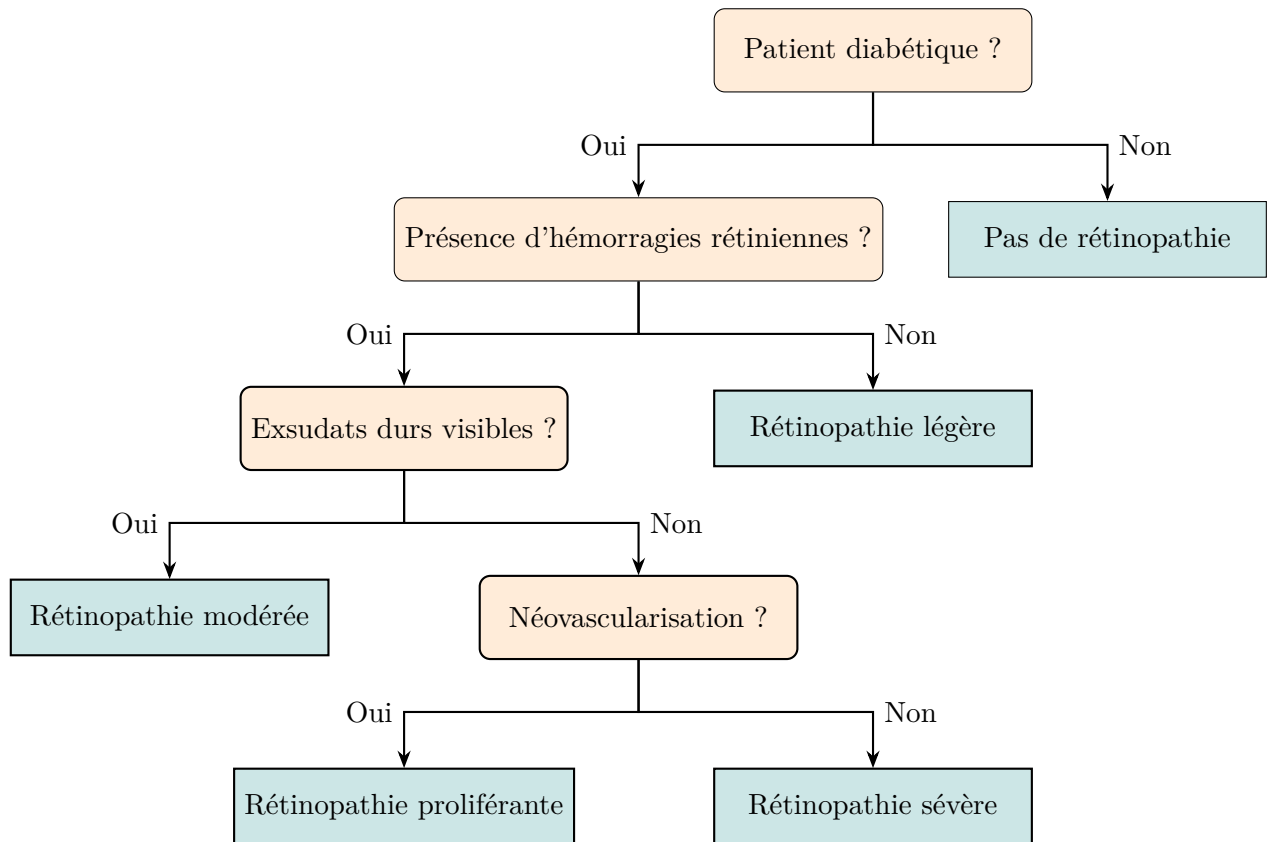 Patient diabétique ?
Oui
Non
Présence d'hémorragies rétiniennes ?
Pas de rétinopathie
Oui
Non
Exsudats durs visibles ?
Rétinopathie légère
Oui
Non
Rétinopathie modérée
Néovascularisation ?
Oui
Non
Rétinopathie proliférante
Rétinopathie sévère